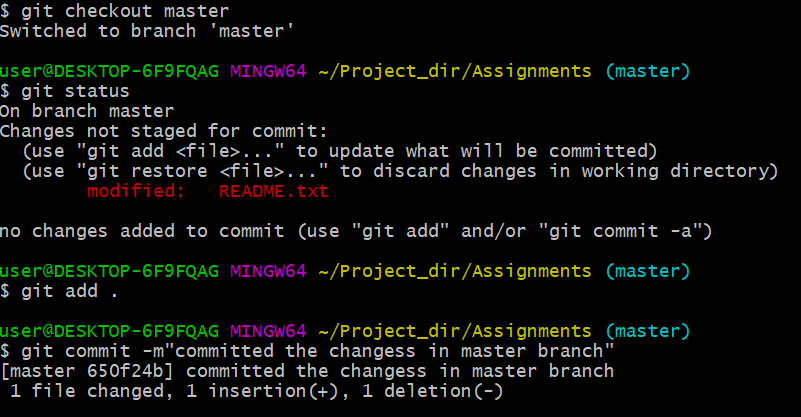 $ git checkout master
Switched to branch 'master'
user@DESKTOP-6F9FQAG MINGW64 ~/Project_dir/Assignments (master)
$ git status
On branch master
Changes not staged for commit:
  (use "git add <file>..." to update what will be committed)
  (use "git restore <file>..." to discard changes in working directory)
        modified:   README.txt
no changes added to commit (use "git add" and/or "git commit -a")
user@DESKTOP-6F9FQAG MINGW64 ~/Project_dir/Assignments (master)
$ git add .
user@DESKTOP-6F9FQAG MINGW64 ~/Project_dir/Assignments (master)
$ git commit -m"committed the changess in master branch"
[master 650f24b] committed the changess in master branch
 1 file changed, 1 insertion(+), 1 deletion(-)